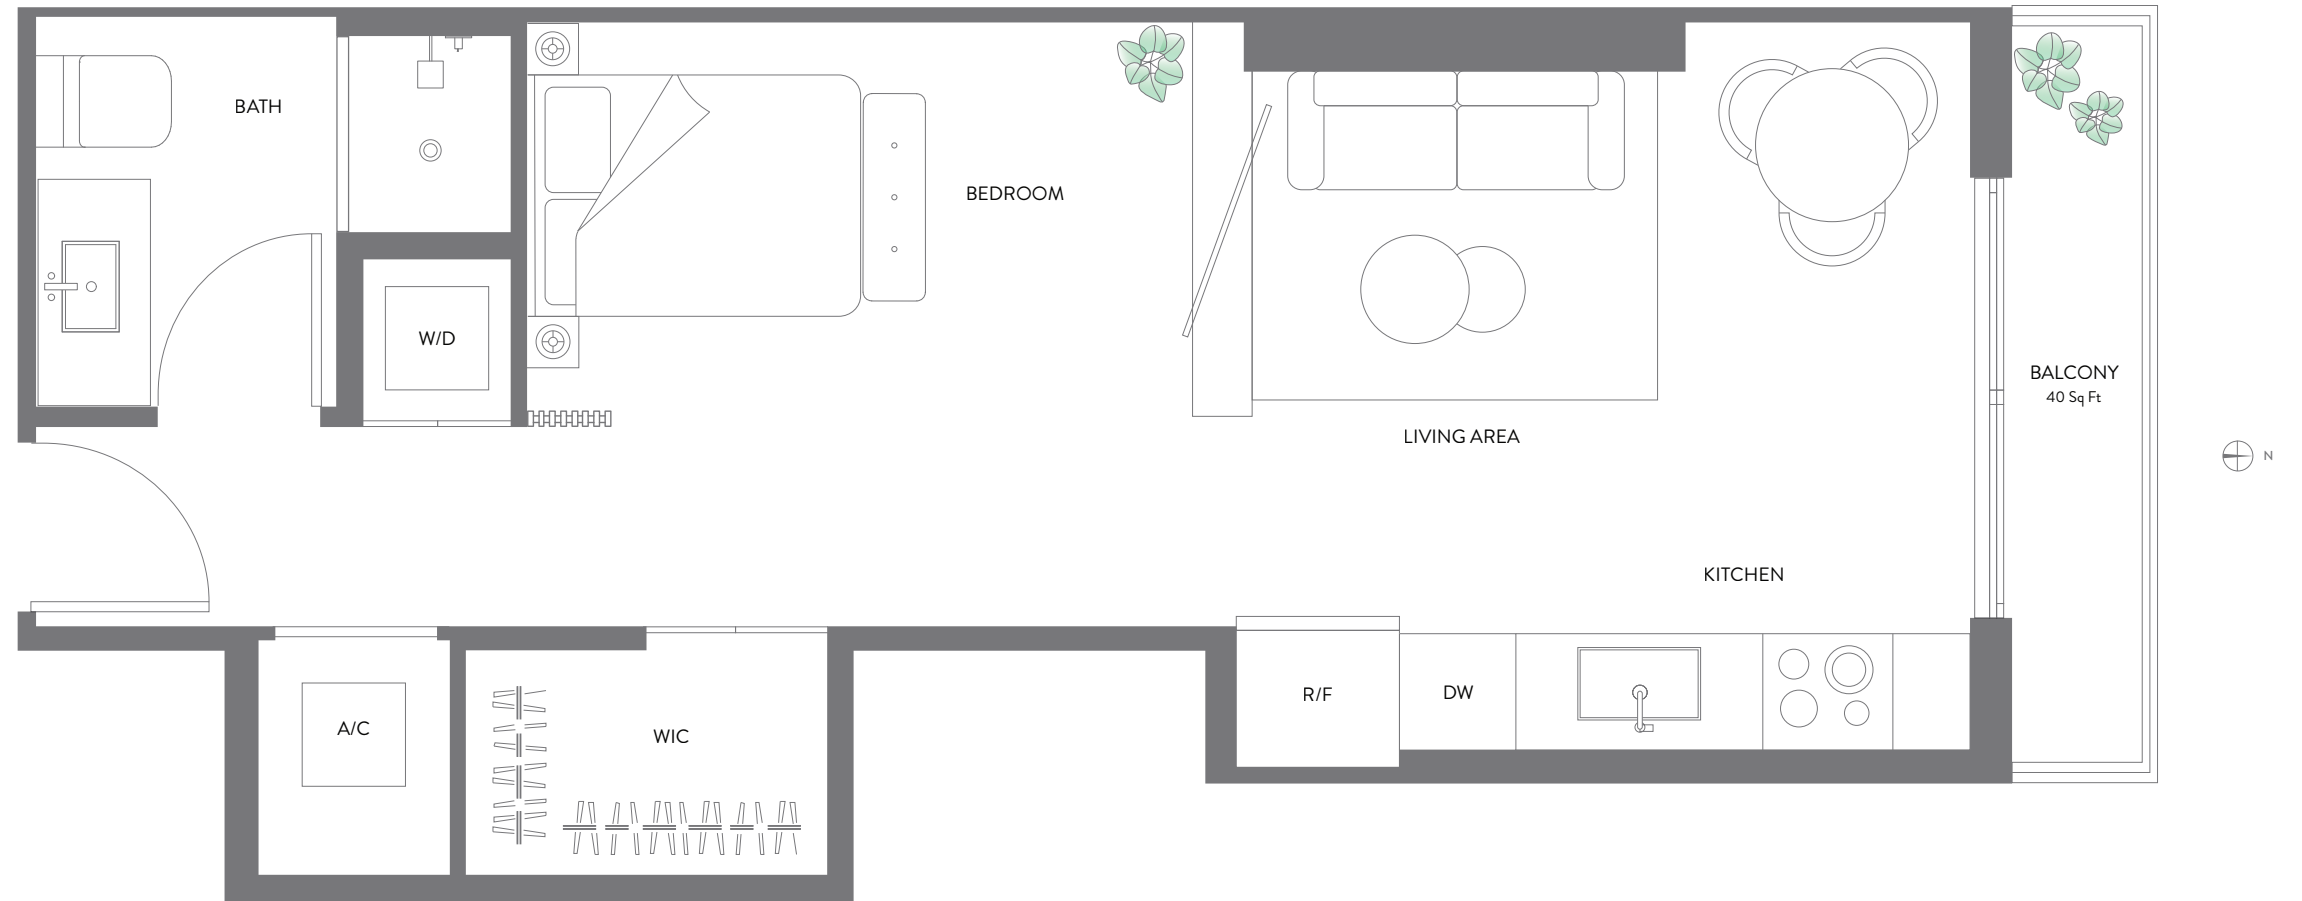 BATH
BEDROOM
W/D
BALCONY
40 Sq Ft
LIVING AREA
N
KITCHEN
R/F
DW
A/C
WIC